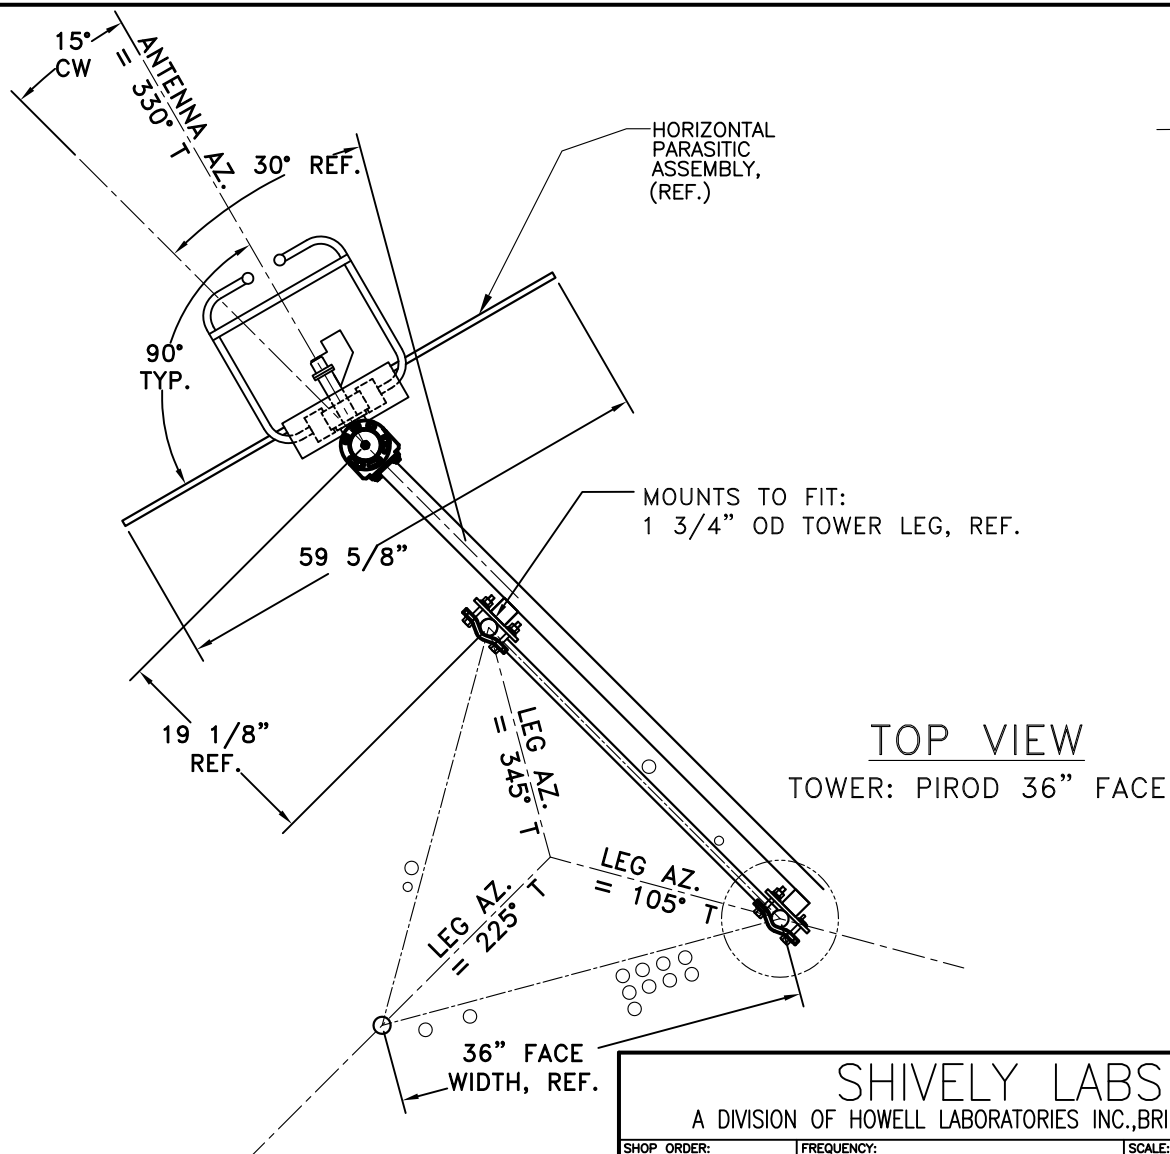 15°
CW
ANTENNA AZ.
= 330° T
30° REF.
HORIZONTAL
PARASITIC
ASSEMBLY,
(REF.)
90°
TYP.
MOUNTS TO FIT:
1 3/4” OD TOWER LEG, REF.
59 5/8”
19 1/8”
REF.
LEG AZ.
= 345° T
TOP VIEW
TOWER: PIROD 36” FACE
LEG AZ.
= 105° T
LEG AZ.
= 225° T
36” FACE
WIDTH, REF.
SHIVELY LABS
A DIVISION OF HOWELL LABORATORIES INC.,BRI
SHOP ORDER:
FREQUENCY:
SCALE: